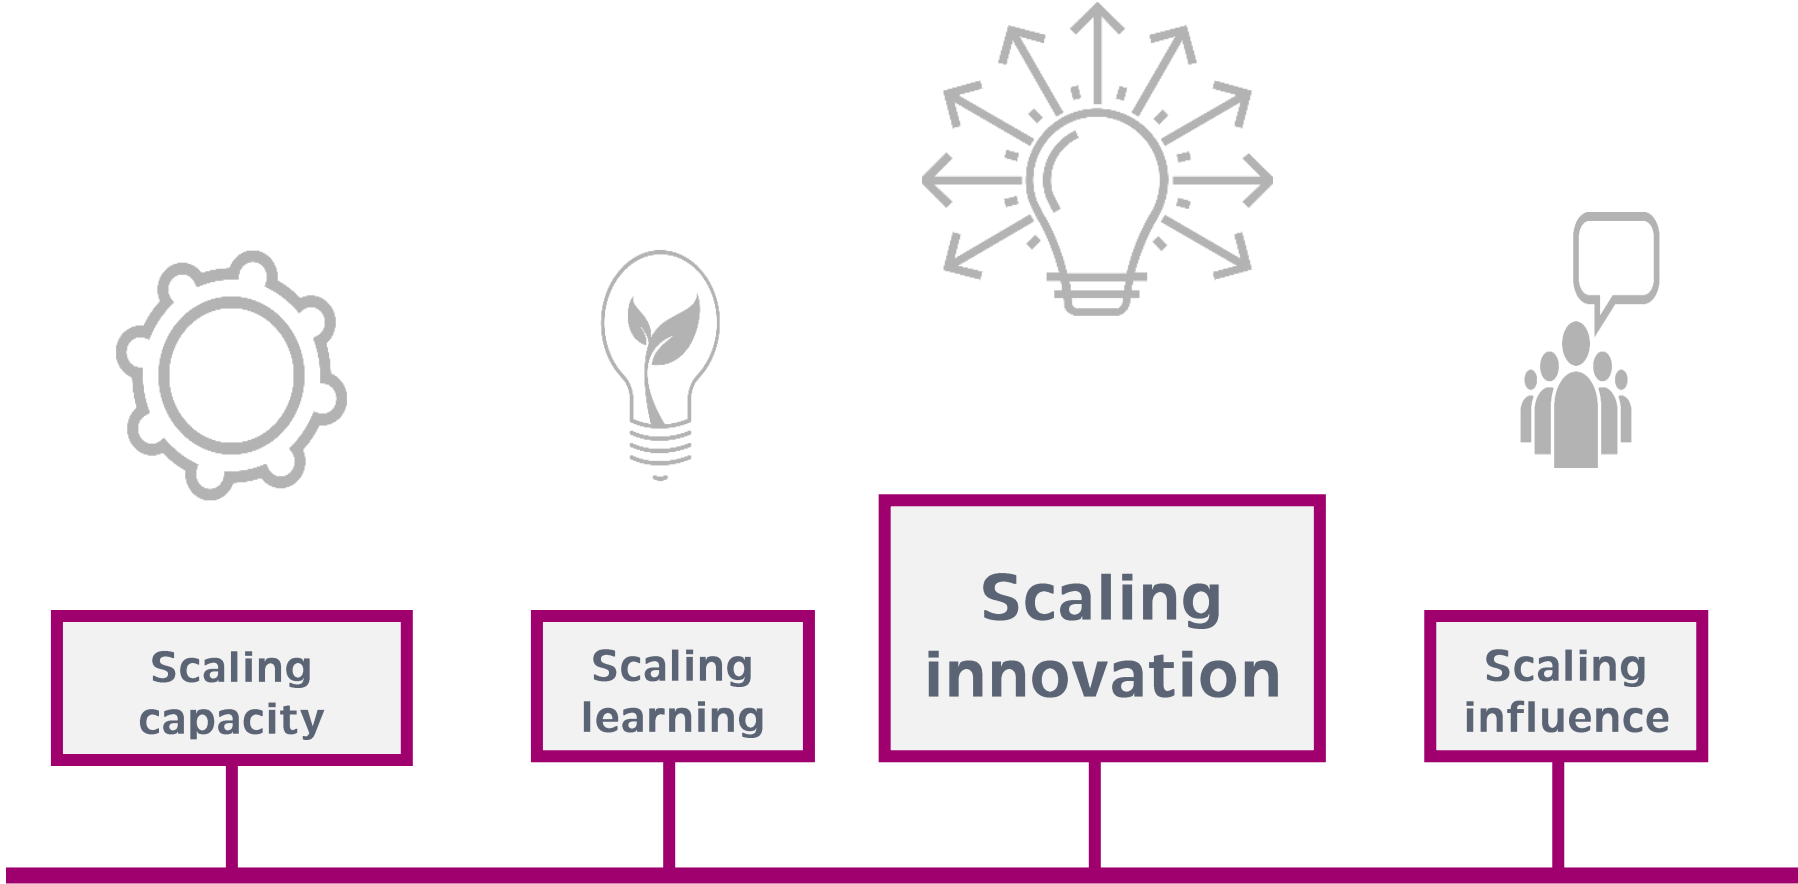 Scaling
capacity
Scaling
learning
Scaling
innovation
Scaling
influence